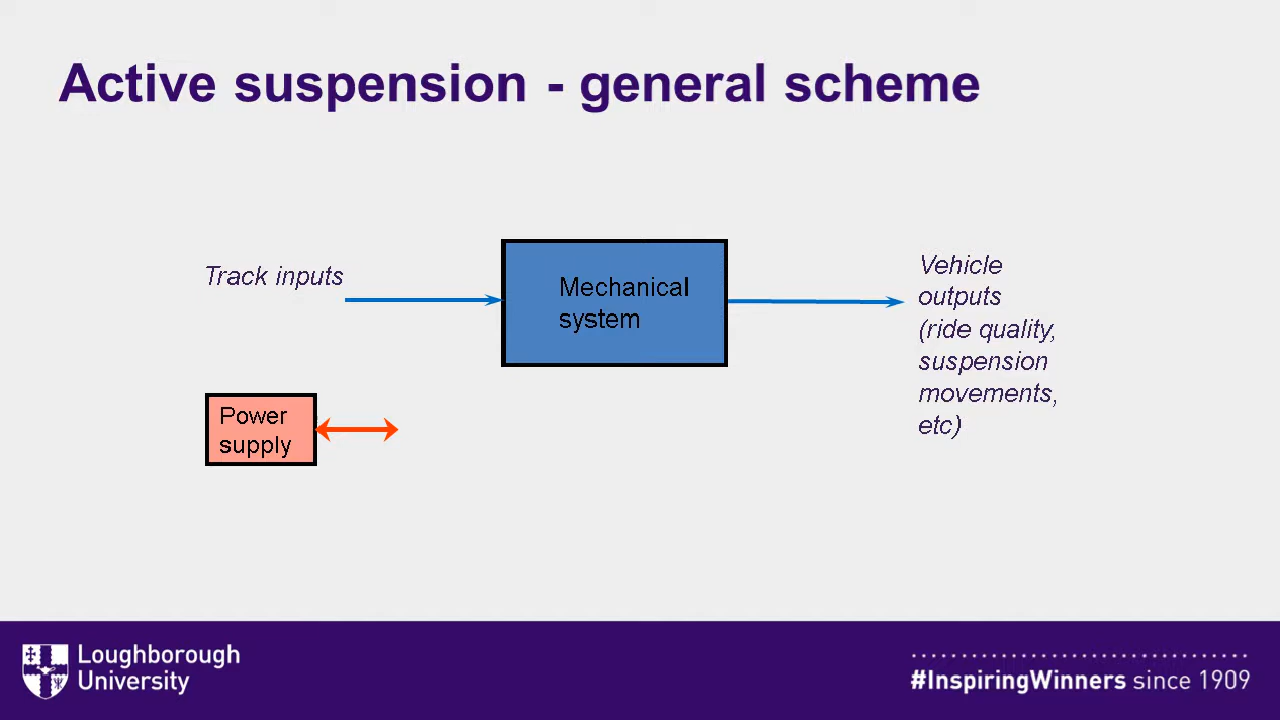 Active suspension - general scheme
Track inputs
Mechanical
system
Vehicle
outputs
(ride quality,
suspension
movements,
etc)
Power
supply
Loughborough
University
#InspiringWinners since 1909